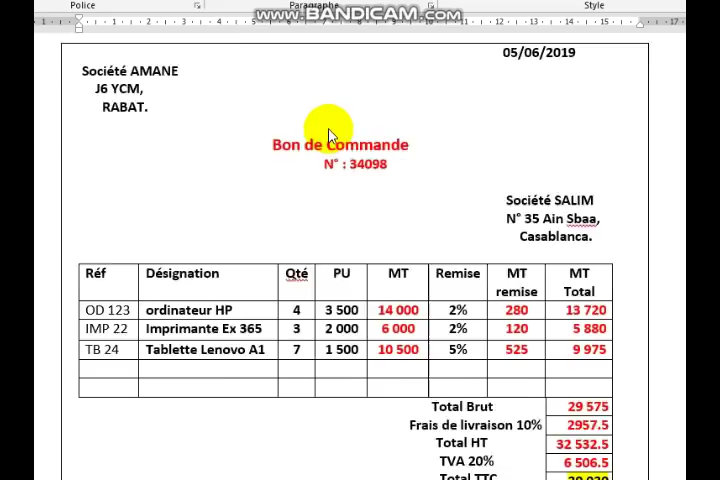 Police Paragraphe Style
www.BANDICAM.com
05/06/2019
Société AMANE
J6 YCM,
RABAT.
Bon de Commande
N° : 34098
Société SALIM
N° 35 Ain Sbaa,
Casablanca.
Réf Désignation Qté PU MT Remise MT remise MT Total
OD 123 ordinateur HP 4 3 500 14 000 2% 280 13 720
IMP 22 Imprimante Ex 365 3 2 000 6 000 2% 120 5 880
TB 24 Tablette Lenovo A1 7 1 500 10 500 5% 525 9 975
Total Brut 29 575
Frais de livraison 10% 2957.5
Total HT 32 532.5
TVA 20% 6 506.5
Total TTC